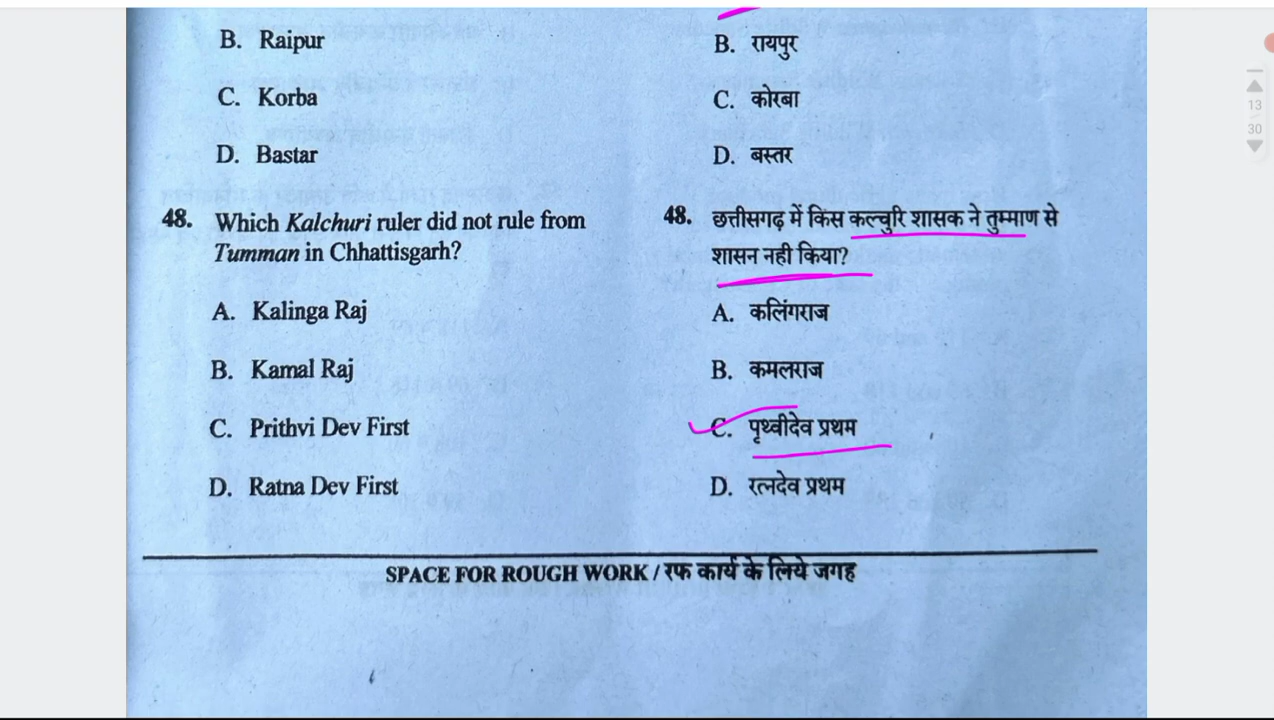 B. Raipur
C. Korba
D. Bastar
48. Which Kalchuri ruler did not rule from
Tumman in Chhattisgarh?
A. Kalinga Raj
B. Kamal Raj
C. Prithvi Dev First
D. Ratna Dev First
B. रायपुर
C. कोरबा
D. बस्तर
48. छत्तीसगढ़ में किस कल्चुरि शासक ने तुम्माण से
शासन नही किया?
A. कलिंगराज
B. कमलराज
C. पृथ्वीदेव प्रथम
D. रत्नदेव प्रथम
SPACE FOR ROUGH WORK / रफ कार्य के लिये जगह
13
30